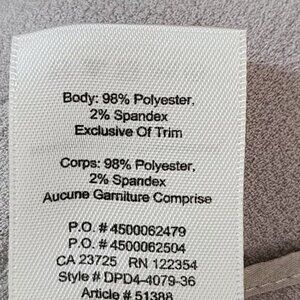 Body: 98% Polyester,
2% Spandex
Exclusive Of Trim
Corps: 98% Polyester,
2% Spandex
Aucune Garniture Comprise
P.O. # 4500062479
P.O. # 4500062504
CA 23725 RN 122354
Style # DPD4-4079-36
Article # 51388